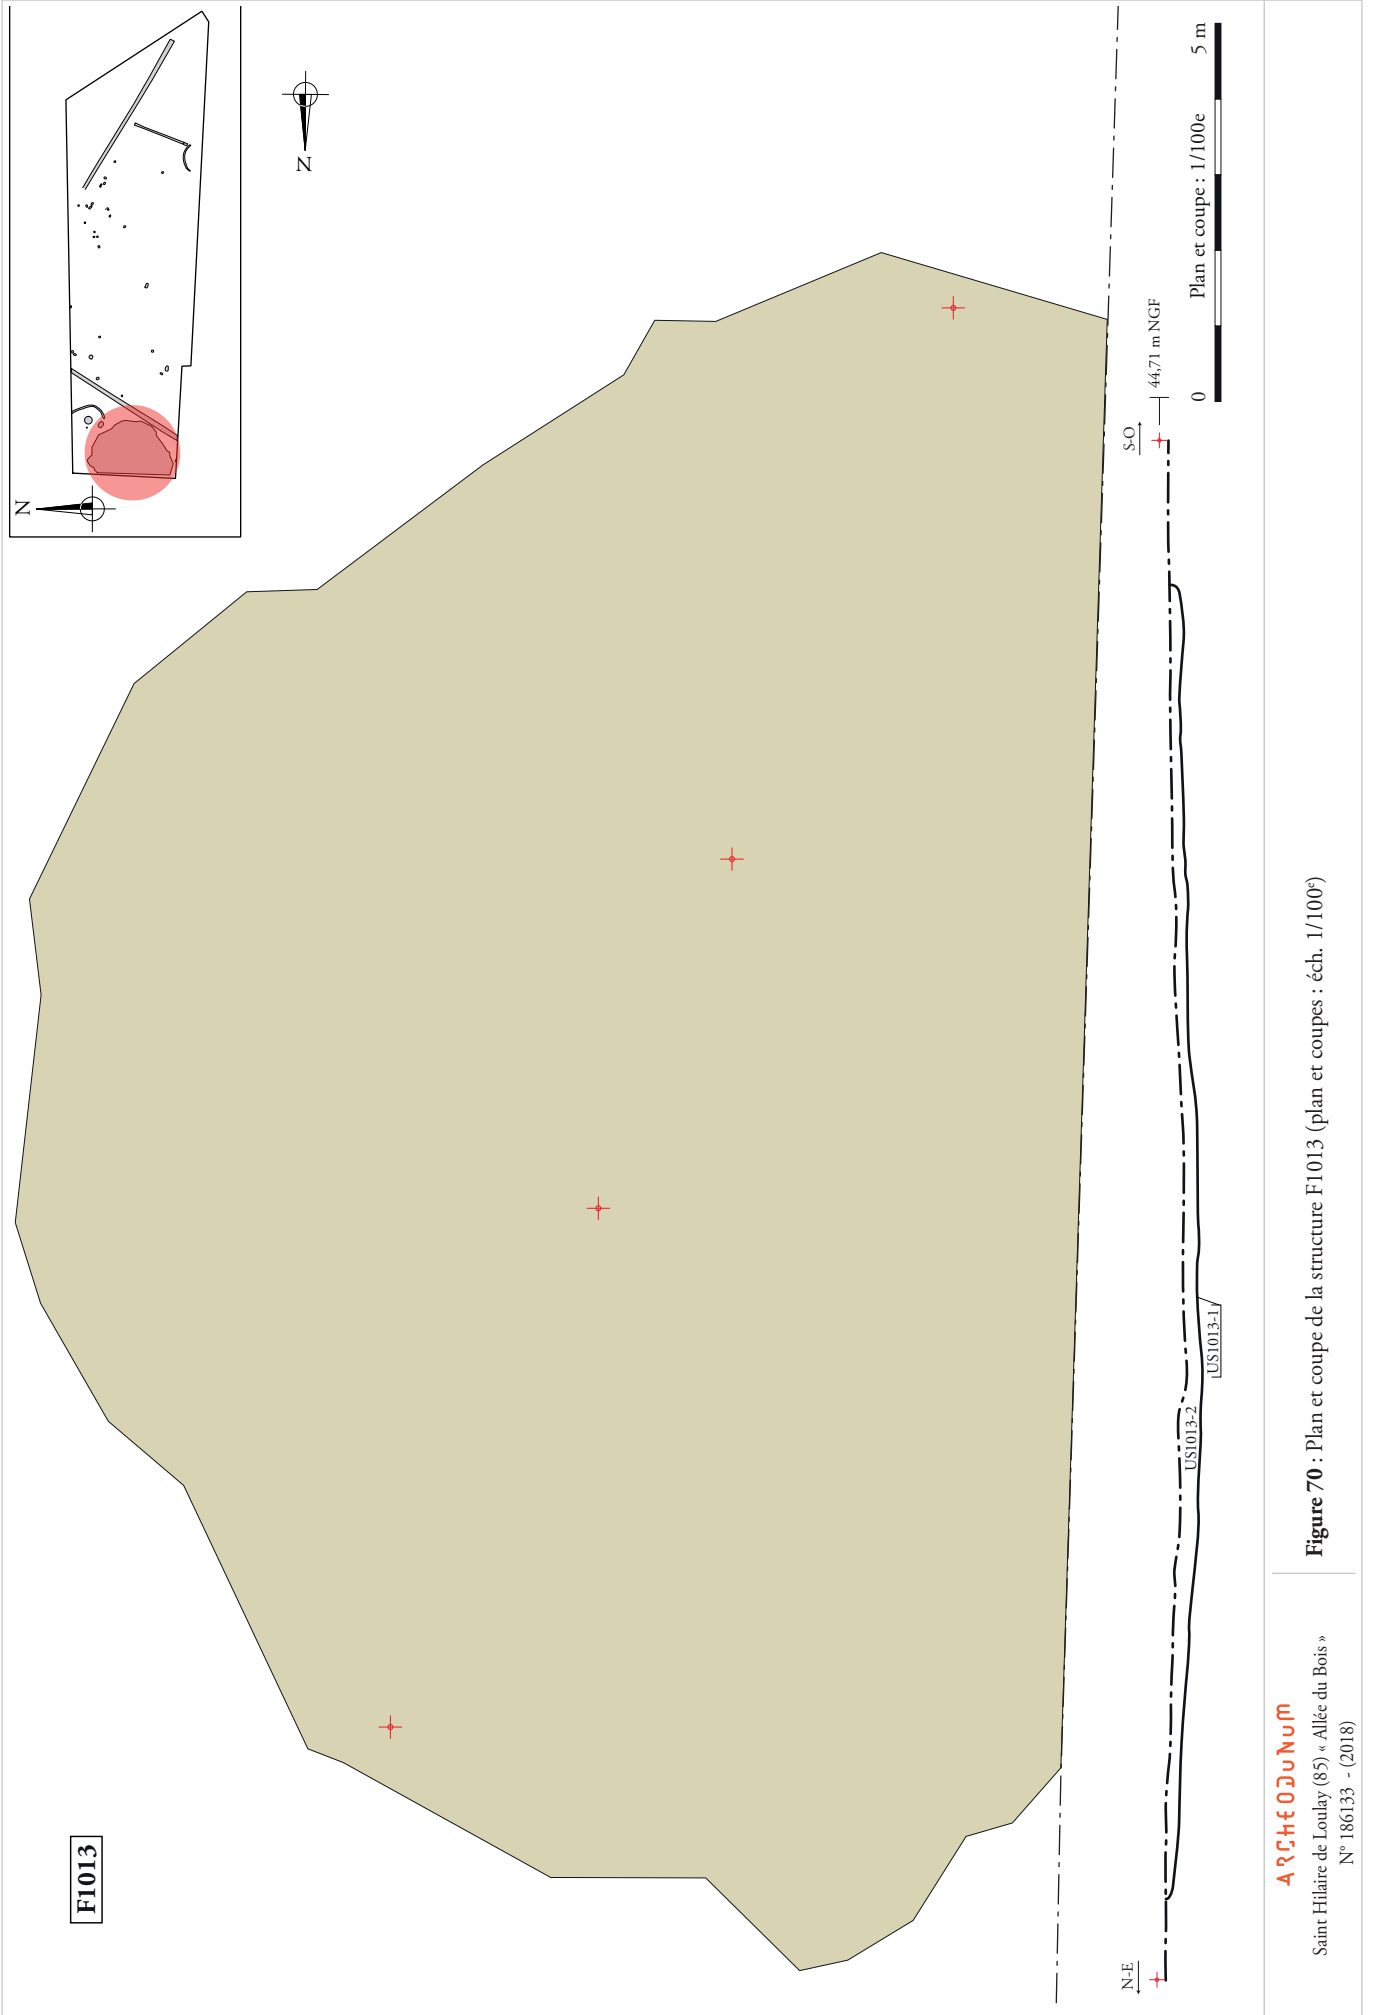 F1013
N
N
N-E
S-O
44,71 m NGF
US1013-2
US1013-1
Plan et coupe : 1/100e
0
5 m
ARCHEODUNUM
Saint Hilaire de Loulay (85) « Allée du Bois »
N° 186133 - (2018)
Figure 70 : Plan et coupe de la structure F1013 (plan et coupes : éch. 1/100e)